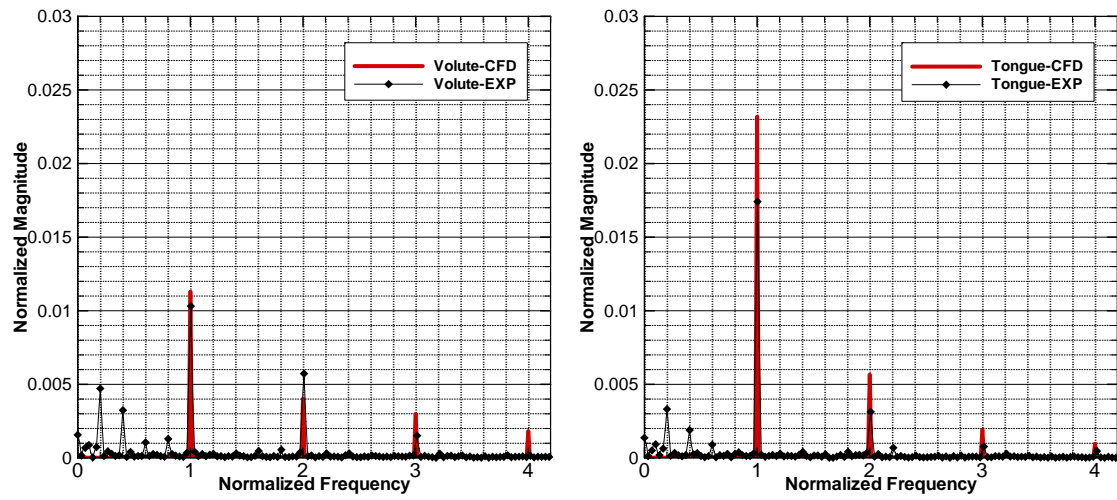 0.03
0.025
0.02
0.015
0.01
0.005
0
Normalized Magnitude
Volute-CFD
Volute-EXP
0 1 2 3 4
Normalized Frequency
0.03
0.025
0.02
0.015
0.01
0.005
0
Normalized Magnitude
Tongue-CFD
Tongue-EXP
0 1 2 3 4
Normalized Frequency